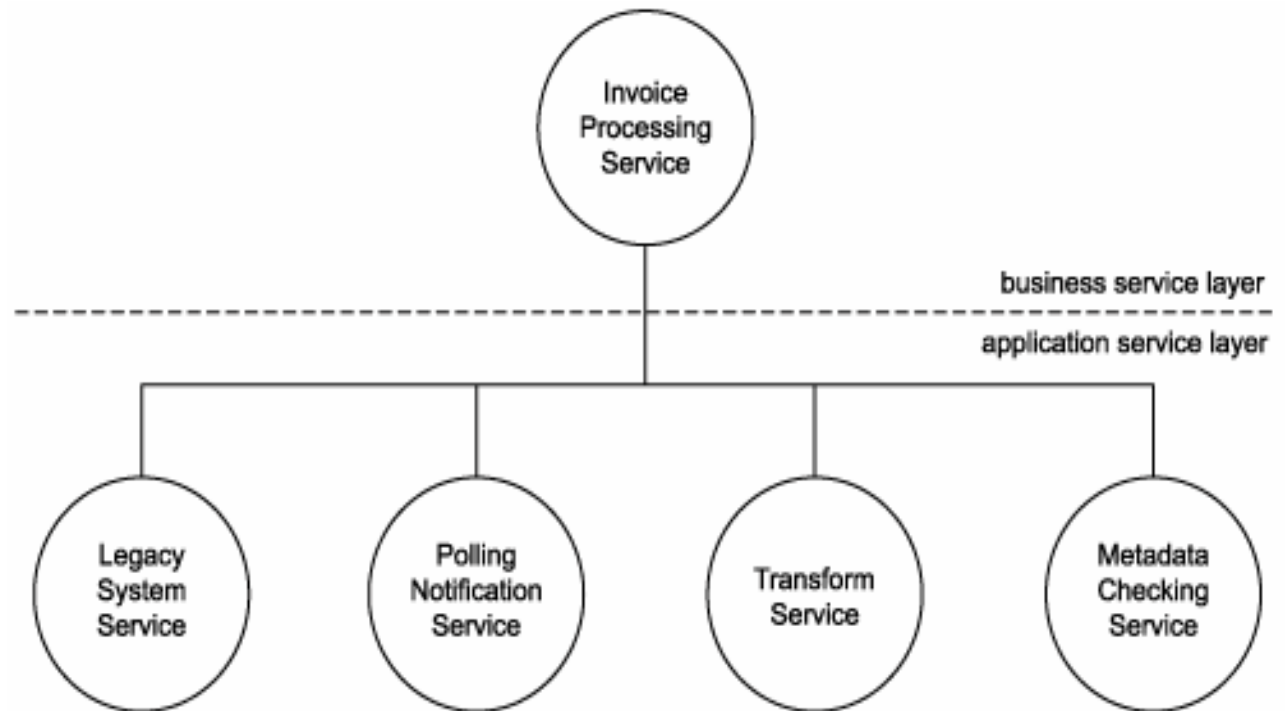 Invoice
Processing
Service
business service layer
application service layer
Legacy
System
Service
Polling
Notification
Service
Transform
Service
Metadata
Checking
Service